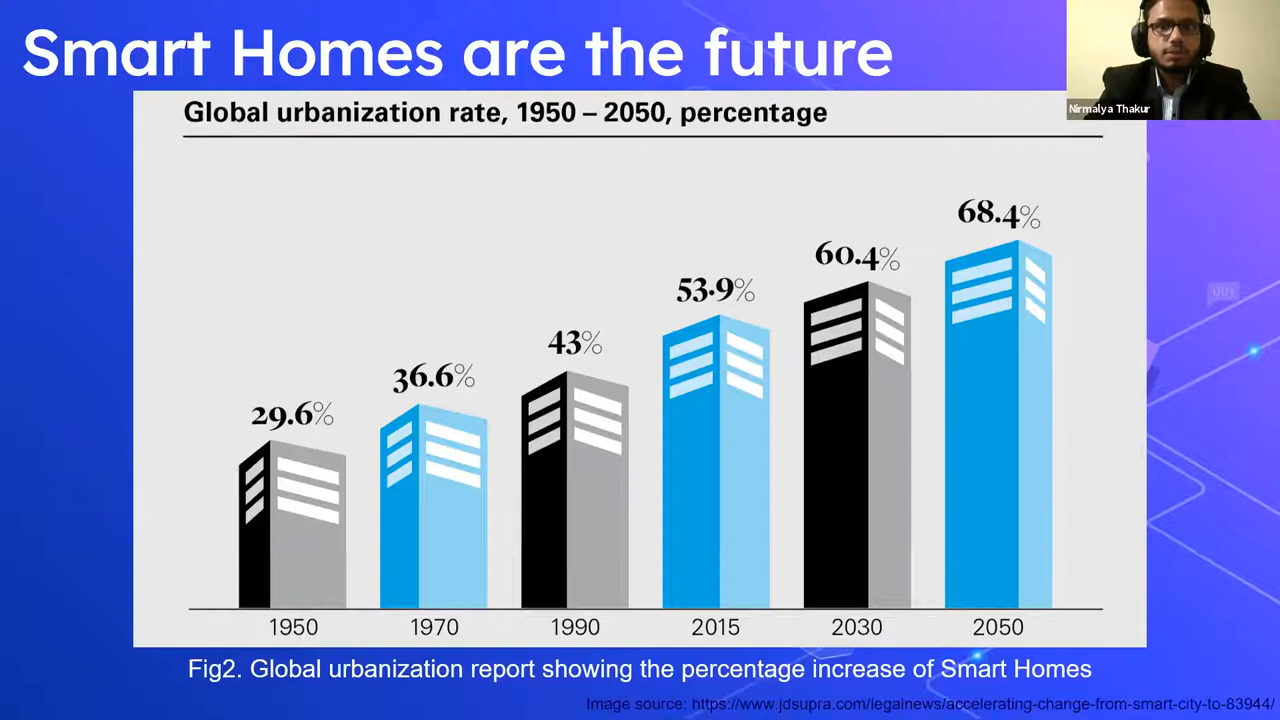 Smart Homes are the future
Nirmalya Thakur
Global urbanization rate, 1950 – 2050, percentage
29.6%
36.6%
43%
53.9%
60.4%
68.4%
1950
1970
1990
2015
2030
2050
Fig2. Global urbanization report showing the percentage increase of Smart Homes
Image source: https://www.jdsupra.com/legalnews/accelerating-change-from-smart-city-to-83944/